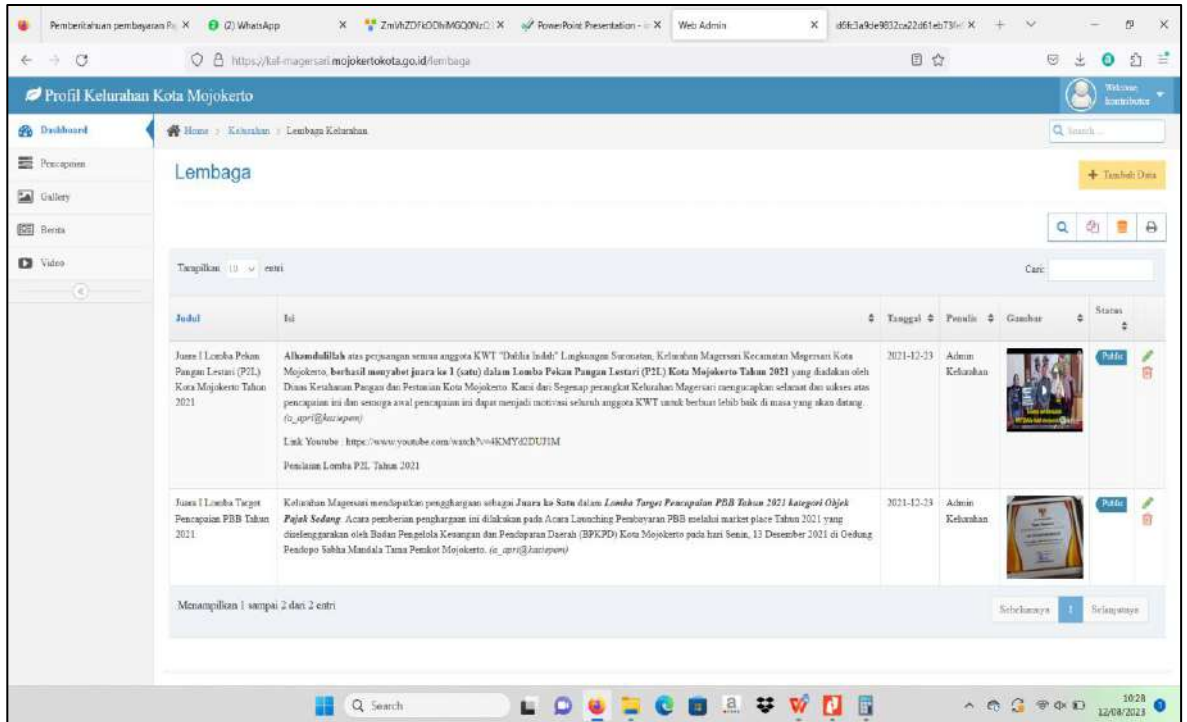 Pemberitahuan pembayaran
(2) WhatsApp
PowerPoint Presentation -
Web Admin
https://kel-magersari.mojokertokota.go.id/lembaga
Profil Kelurahan Kota Mojokerto
Welcome,
kontributor
Dashboard
Home > Kelurahan > Lembaga Kelurahan
Search ...
Lembaga
+ Tambah Data
Gallery
Berita
Video
Tampilkan 10 entri
Cari:
Judul Isi Tanggal Penulis Gambar Status
Juara I Lomba Pekan
Pangan Lestari (P2L)
Kota Mojokerto Tahun
2021
Alhamdulillah atas perjuangan semua anggota KWT "Dahlia Indah" Lingkungan Suronatan, Kelurahan Magersari Kecamatan Magersari Kota
Mojokerto, berhasil menyabet juara ke 1 (satu) dalam Lomba Pekan Pangan Lestari (P2L) Kota Mojokerto Tahun 2021 yang diadakan oleh
Dinas Ketahanan Pangan dan Pertanian Kota Mojokerto. Kami dari Segenap perangkat Kelurahan Magersari mengucapkan selamat dan sukses atas
pencapaian ini dan semoga awal pencapaian ini dapat menjadi motivasi seluruh anggota KWT untuk berbuat lebih baik di masa yang akan datang.
Link Youtube : https://www.youtube.com/watch?v=4KMYd2DUJIM
Penilaian Lomba P2L Tahun 2021
2021-12-23
Admin
Kelurahan
Public
Juara I Lomba Target
Pencapaian PBB Tahun
2021
Kelurahan Magersari mendapatkan penghargaan sebagai Juara ke Satu dalam Lomba Target Pencapaian PBB Tahun 2021 kategori Objek
Pajak Sedang. Acara pemberian penghargaan ini dilakukan pada Acara Launching Pembayaran PBB melalui market place Tahun 2021 yang
diselenggarakan oleh Badan Pengelola Keuangan dan Pendapatan Daerah (BPKPD) Kota Mojokerto pada hari Senin, 13 Desember 2021 di Gedung
Pendopo Sabha Mandala Tama Pemkot Mojokerto.
2021-12-23
Admin
Kelurahan
Public
Menampilkan 1 sampai 2 dari 2 entri
Sebelumnya 1 Selanjutnya
Search
10:28
12/08/2023